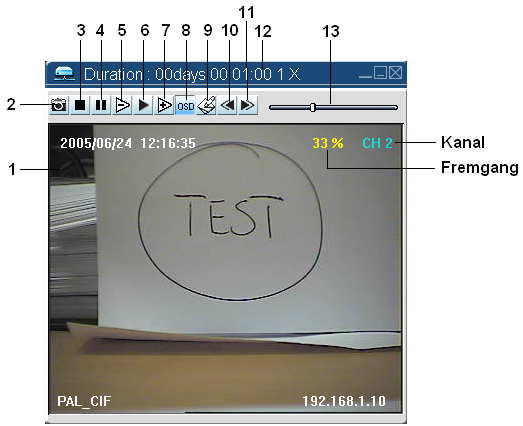 11
3 4 5 6 7 8 9 10 12 13
Duration : 00days 00 01:00 1 X
2
OSD
2005/06/24 12:16:35 33 % CH 2 Kanal
1 Fremgang
TEST
PAL_CIF 192.168.1.10